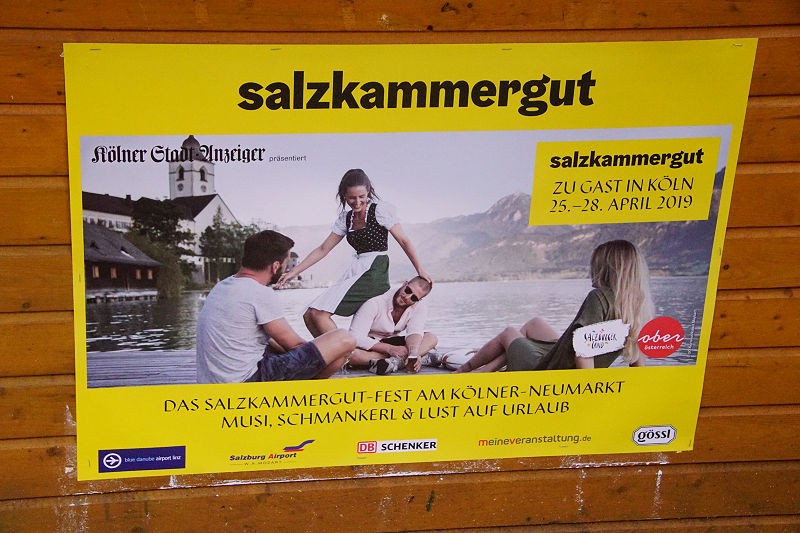 salzkammergut
Kölner Stadt-Anzeiger präsentiert
salzkammergut
ZU GAST IN KÖLN
25.–28. APRIL 2019
SALZBURGER LAND
ober
österreich
DAS SALZKAMMERGUT-FEST AM KÖLNER-NEUMARKT
MUSI, SCHMANKERL & LUST AUF URLAUB
blue danube airport linz
Salzburg Airport
W. A. MOZART
DB SCHENKER
meineveranstaltung.de
gössl